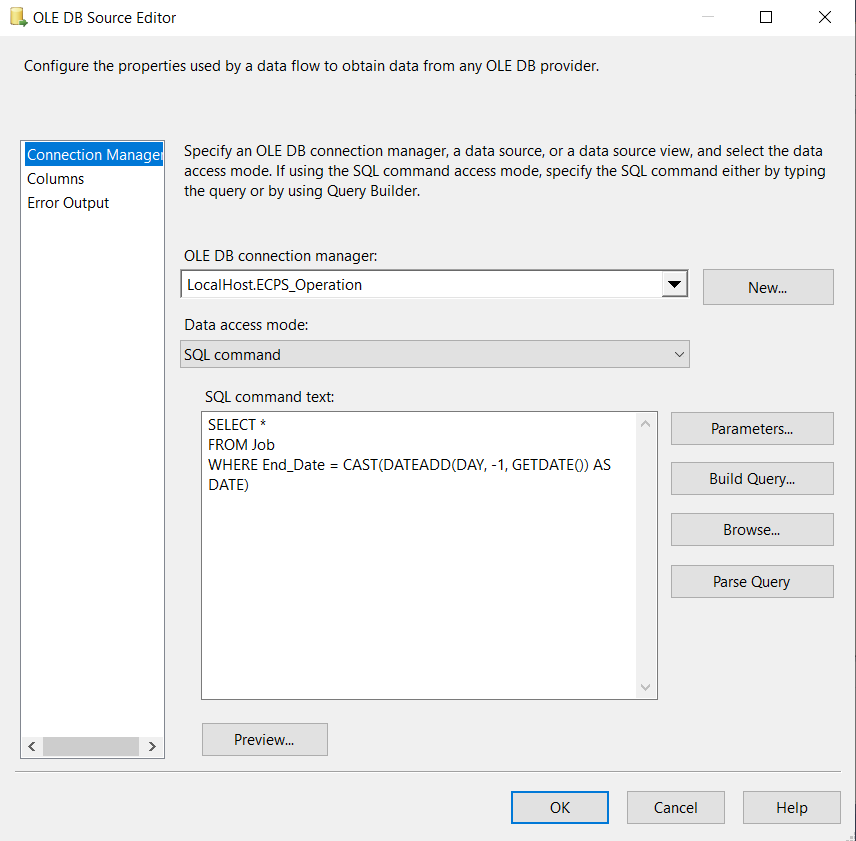 OLE DB Source Editor
Configure the properties used by a data flow to obtain data from any OLE DB provider.
Connection Manager
Columns
Error Output
Specify an OLE DB connection manager, a data source, or a data source view, and select the data
access mode. If using the SQL command access mode, specify the SQL command either by typing
the query or by using Query Builder.
OLE DB connection manager:
LocalHost.ECPS_Operation
New...
Data access mode:
SQL command
SQL command text:
SELECT *
FROM Job
WHERE End_Date = CAST(DATEADD(DAY, -1, GETDATE()) AS
DATE)
Parameters...
Build Query...
Browse...
Parse Query
Preview...
OK
Cancel
Help